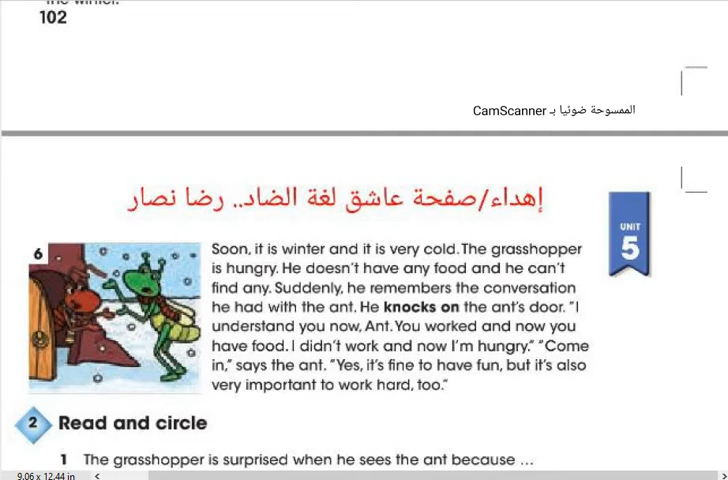 the winter.
102
الممسوحة ضوئيا بـ CamScanner
إهداء/صفحة عاشق لغة الضاد.. رضا نصار
UNIT
5
6
Soon, it is winter and it is very cold. The grasshopper
is hungry. He doesn't have any food and he can't
find any. Suddenly, he remembers the conversation
he had with the ant. He knocks on the ant's door. "I
understand you now, Ant. You worked and now you
have food. I didn't work and now I'm hungry." "Come
in," says the ant. "Yes, it's fine to have fun, but it's also
very important to work hard, too."
2 Read and circle
1 The grasshopper is surprised when he sees the ant because ...
9.06 x 12.44 in